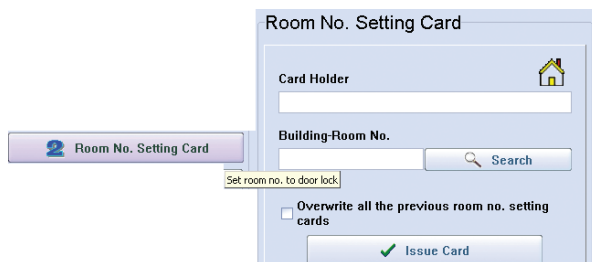 Room No. Setting Card
Card Holder
Building-Room No.
2 Room No. Setting Card
Search
Set room no. to door lock
Overwrite all the previous room no. setting
cards
Issue Card